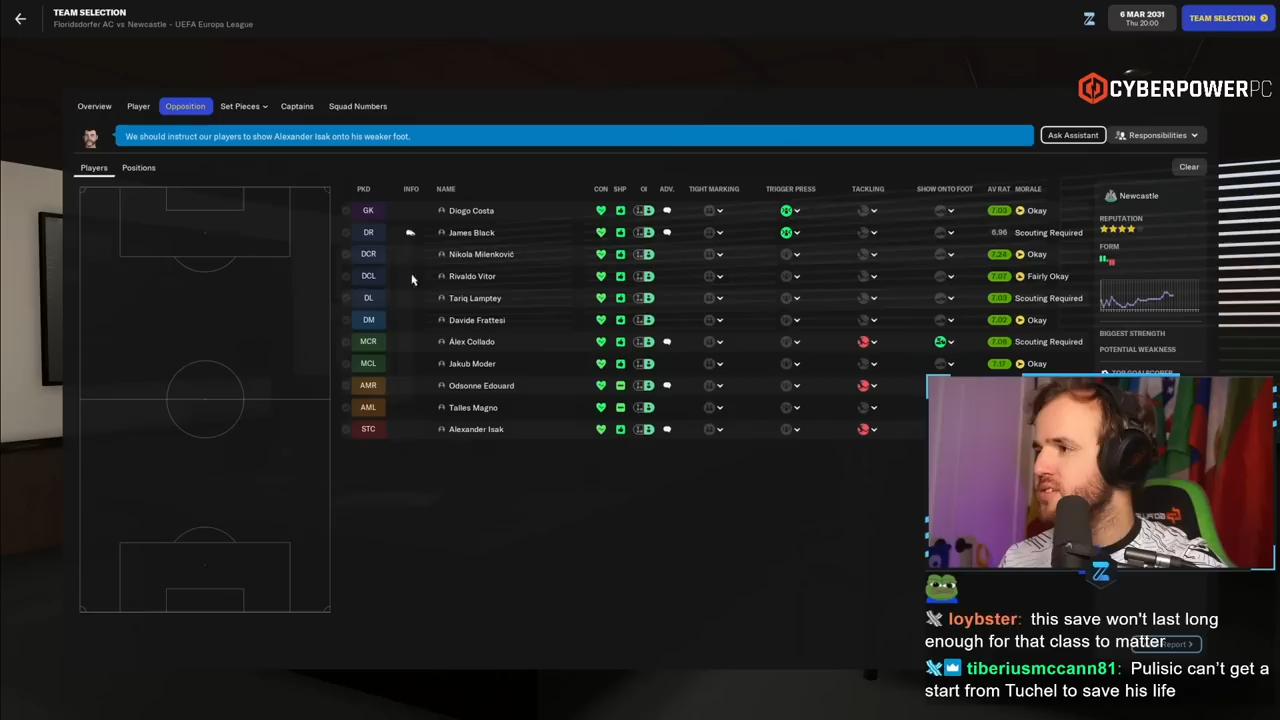 TEAM SELECTION
Floridsdorfer AC vs Newcastle - UEFA Europa League
6 MAR 2031
Thu 20:00
TEAM SELECTION
CYBERPOWERPC
Overview Player Opposition Set Pieces Captains Squad Numbers
We should instruct our players to show Alexander Isak onto his weaker foot.
Ask Assistant
Responsibilities
Players Positions
Clear
PKD INFO NAME CON SHP OI ADV. TIGHT MARKING TRIGGER PRESS TACKLING SHOW ONTO FOOT AV RAT MORALE
GK Diogo Costa 7.03 Okay
DR James Black 6.96 Scouting Required
DCR Nikola Milenković 7.24 Okay
DCL Rivaldo Vitor 7.07 Fairly Okay
DL Tariq Lamptey 7.03 Scouting Required
DM Davide Frattesi 7.02 Okay
MCR Álex Collado 7.08 Scouting Required
MCL Jakub Moder 7.17 Okay
AMR Odsonne Edouard
AML Talles Magno
STC Alexander Isak
Newcastle
REPUTATION
FORM
BIGGEST STRENGTH
POTENTIAL WEAKNESS
TOP GOALSCORER
loybster: this save won't last long
enough for that class to matter
Report
tiberiusmccann81: Pulisic can't get a
start from Tuchel to save his life